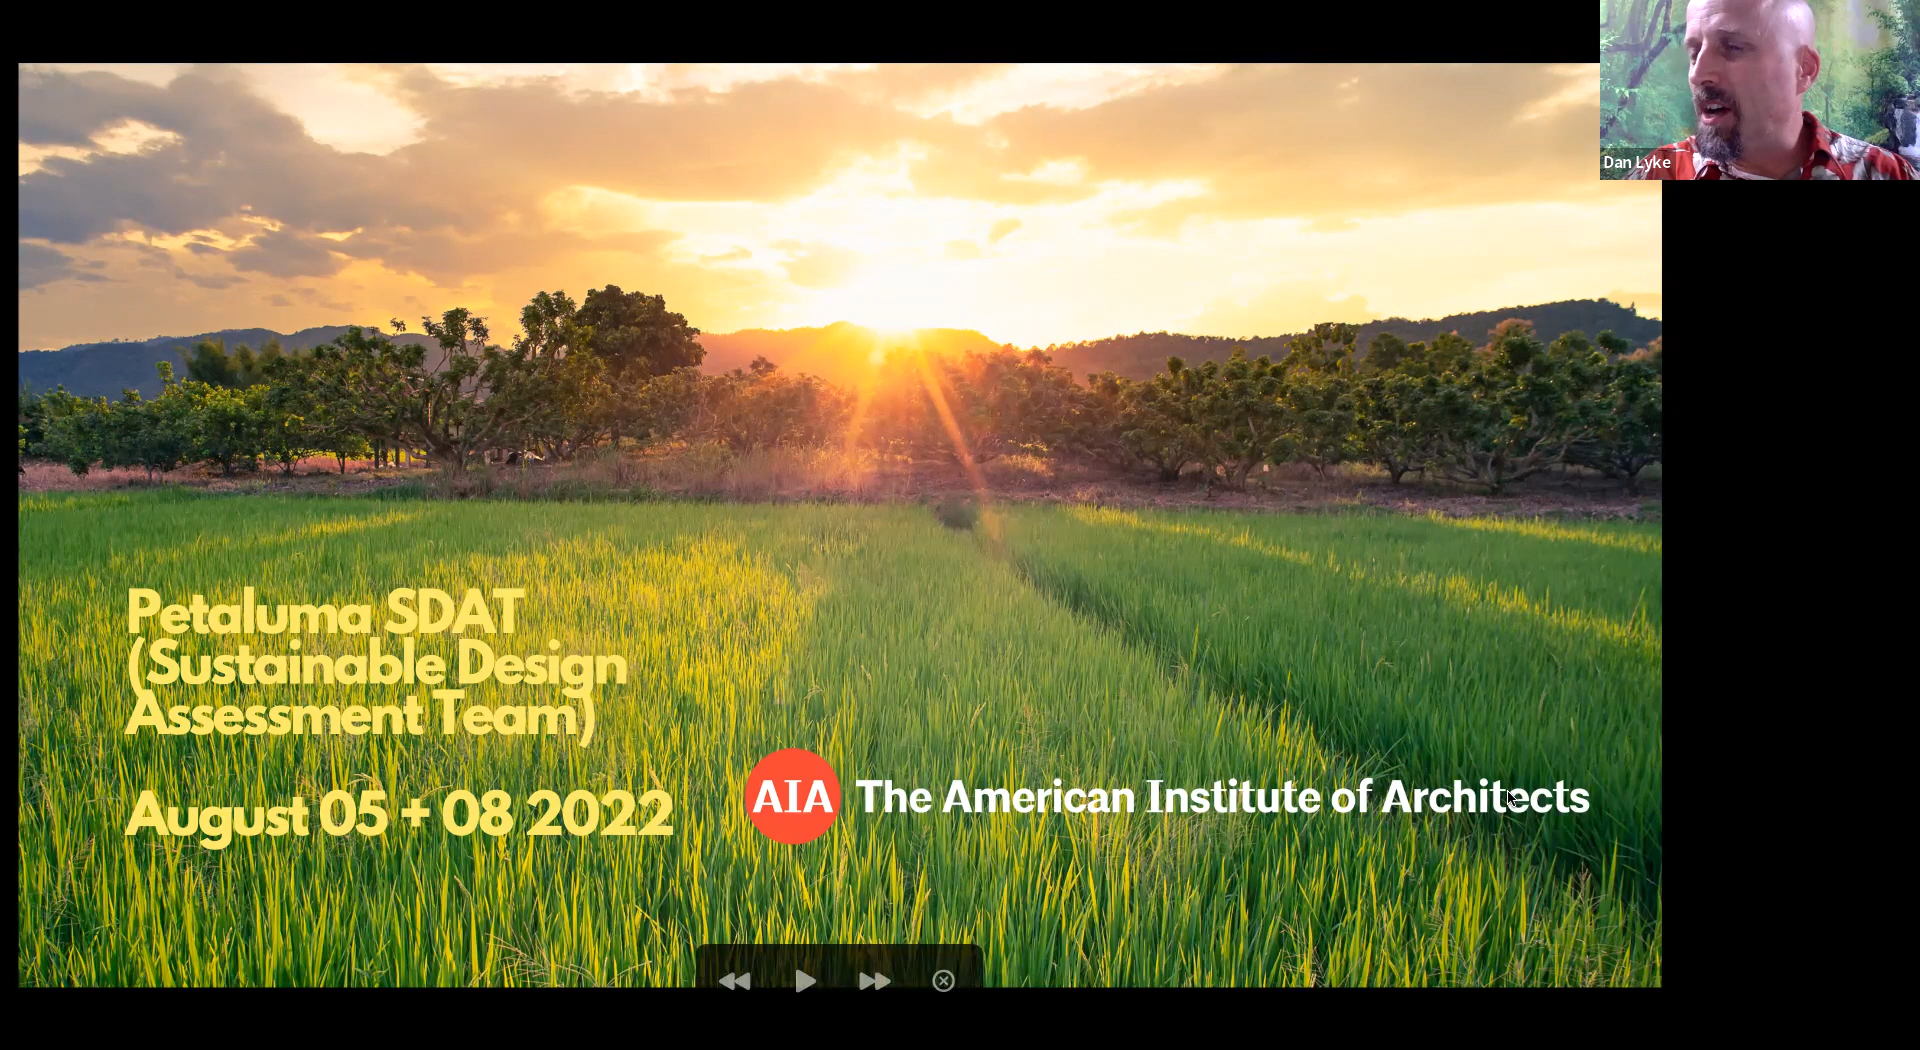 Dan Lyke
Petaluma SDAT
(Sustainable Design
Assessment Team)
August 05 + 08 2022
AIA The American Institute of Architects